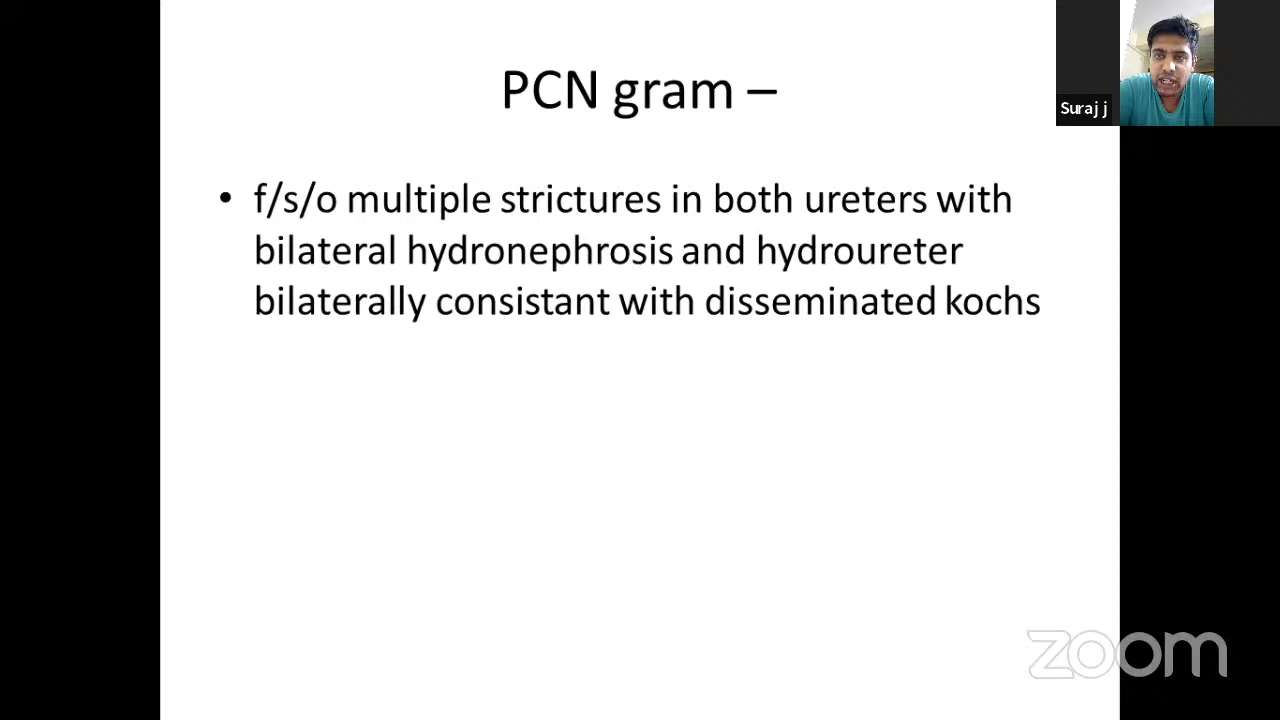 PCN gram –
Suraj j
• f/s/o multiple strictures in both ureters with
bilateral hydronephrosis and hydroureter
bilaterally consistant with disseminated kochs
zoom